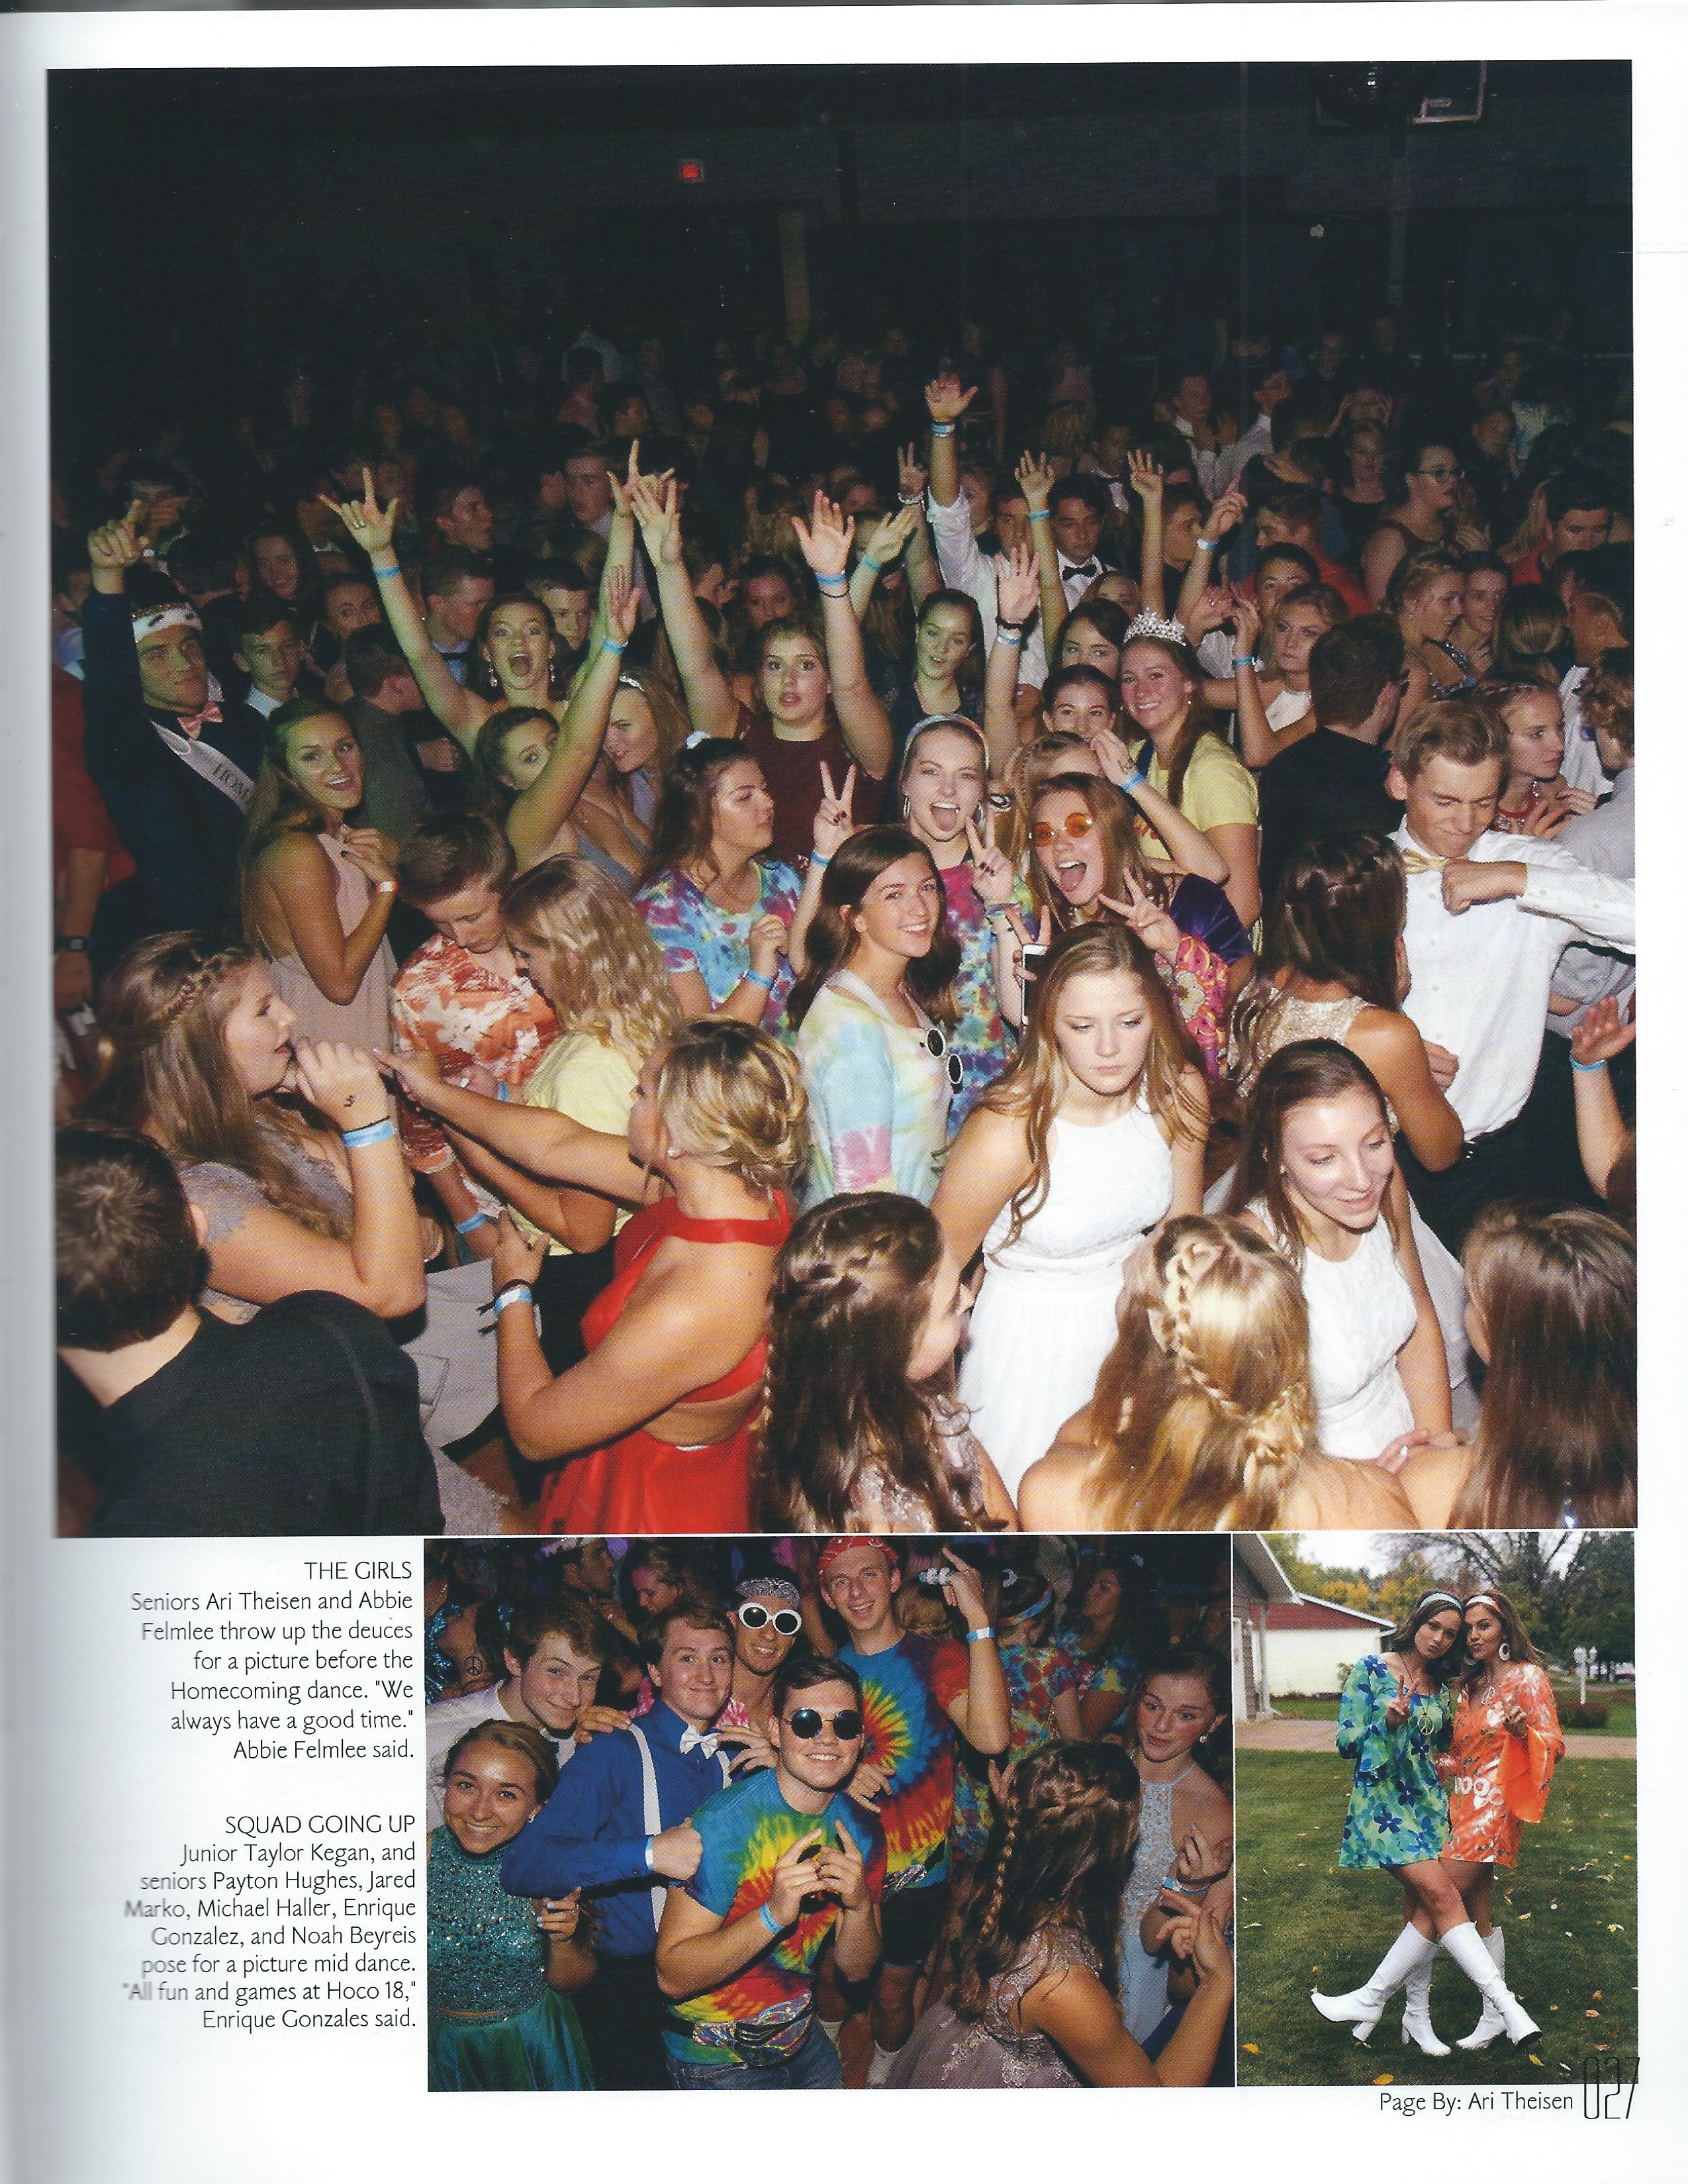 HOM
THE GIRLS
Seniors Ari Theisen and Abbie
Felmlee throw up the deuces
for a picture before the
Homecoming dance. "We
always have a good time."
Abbie Felmlee said.
SQUAD GOING UP
Junior Taylor Kegan, and
seniors Payton Hughes, Jared
Marko, Michael Haller, Enrique
Gonzalez, and Noah Beyreis
pose for a picture mid dance.
"All fun and games at Hoco 18,"
Enrique Gonzales said.
Page By: Ari Theisen 027